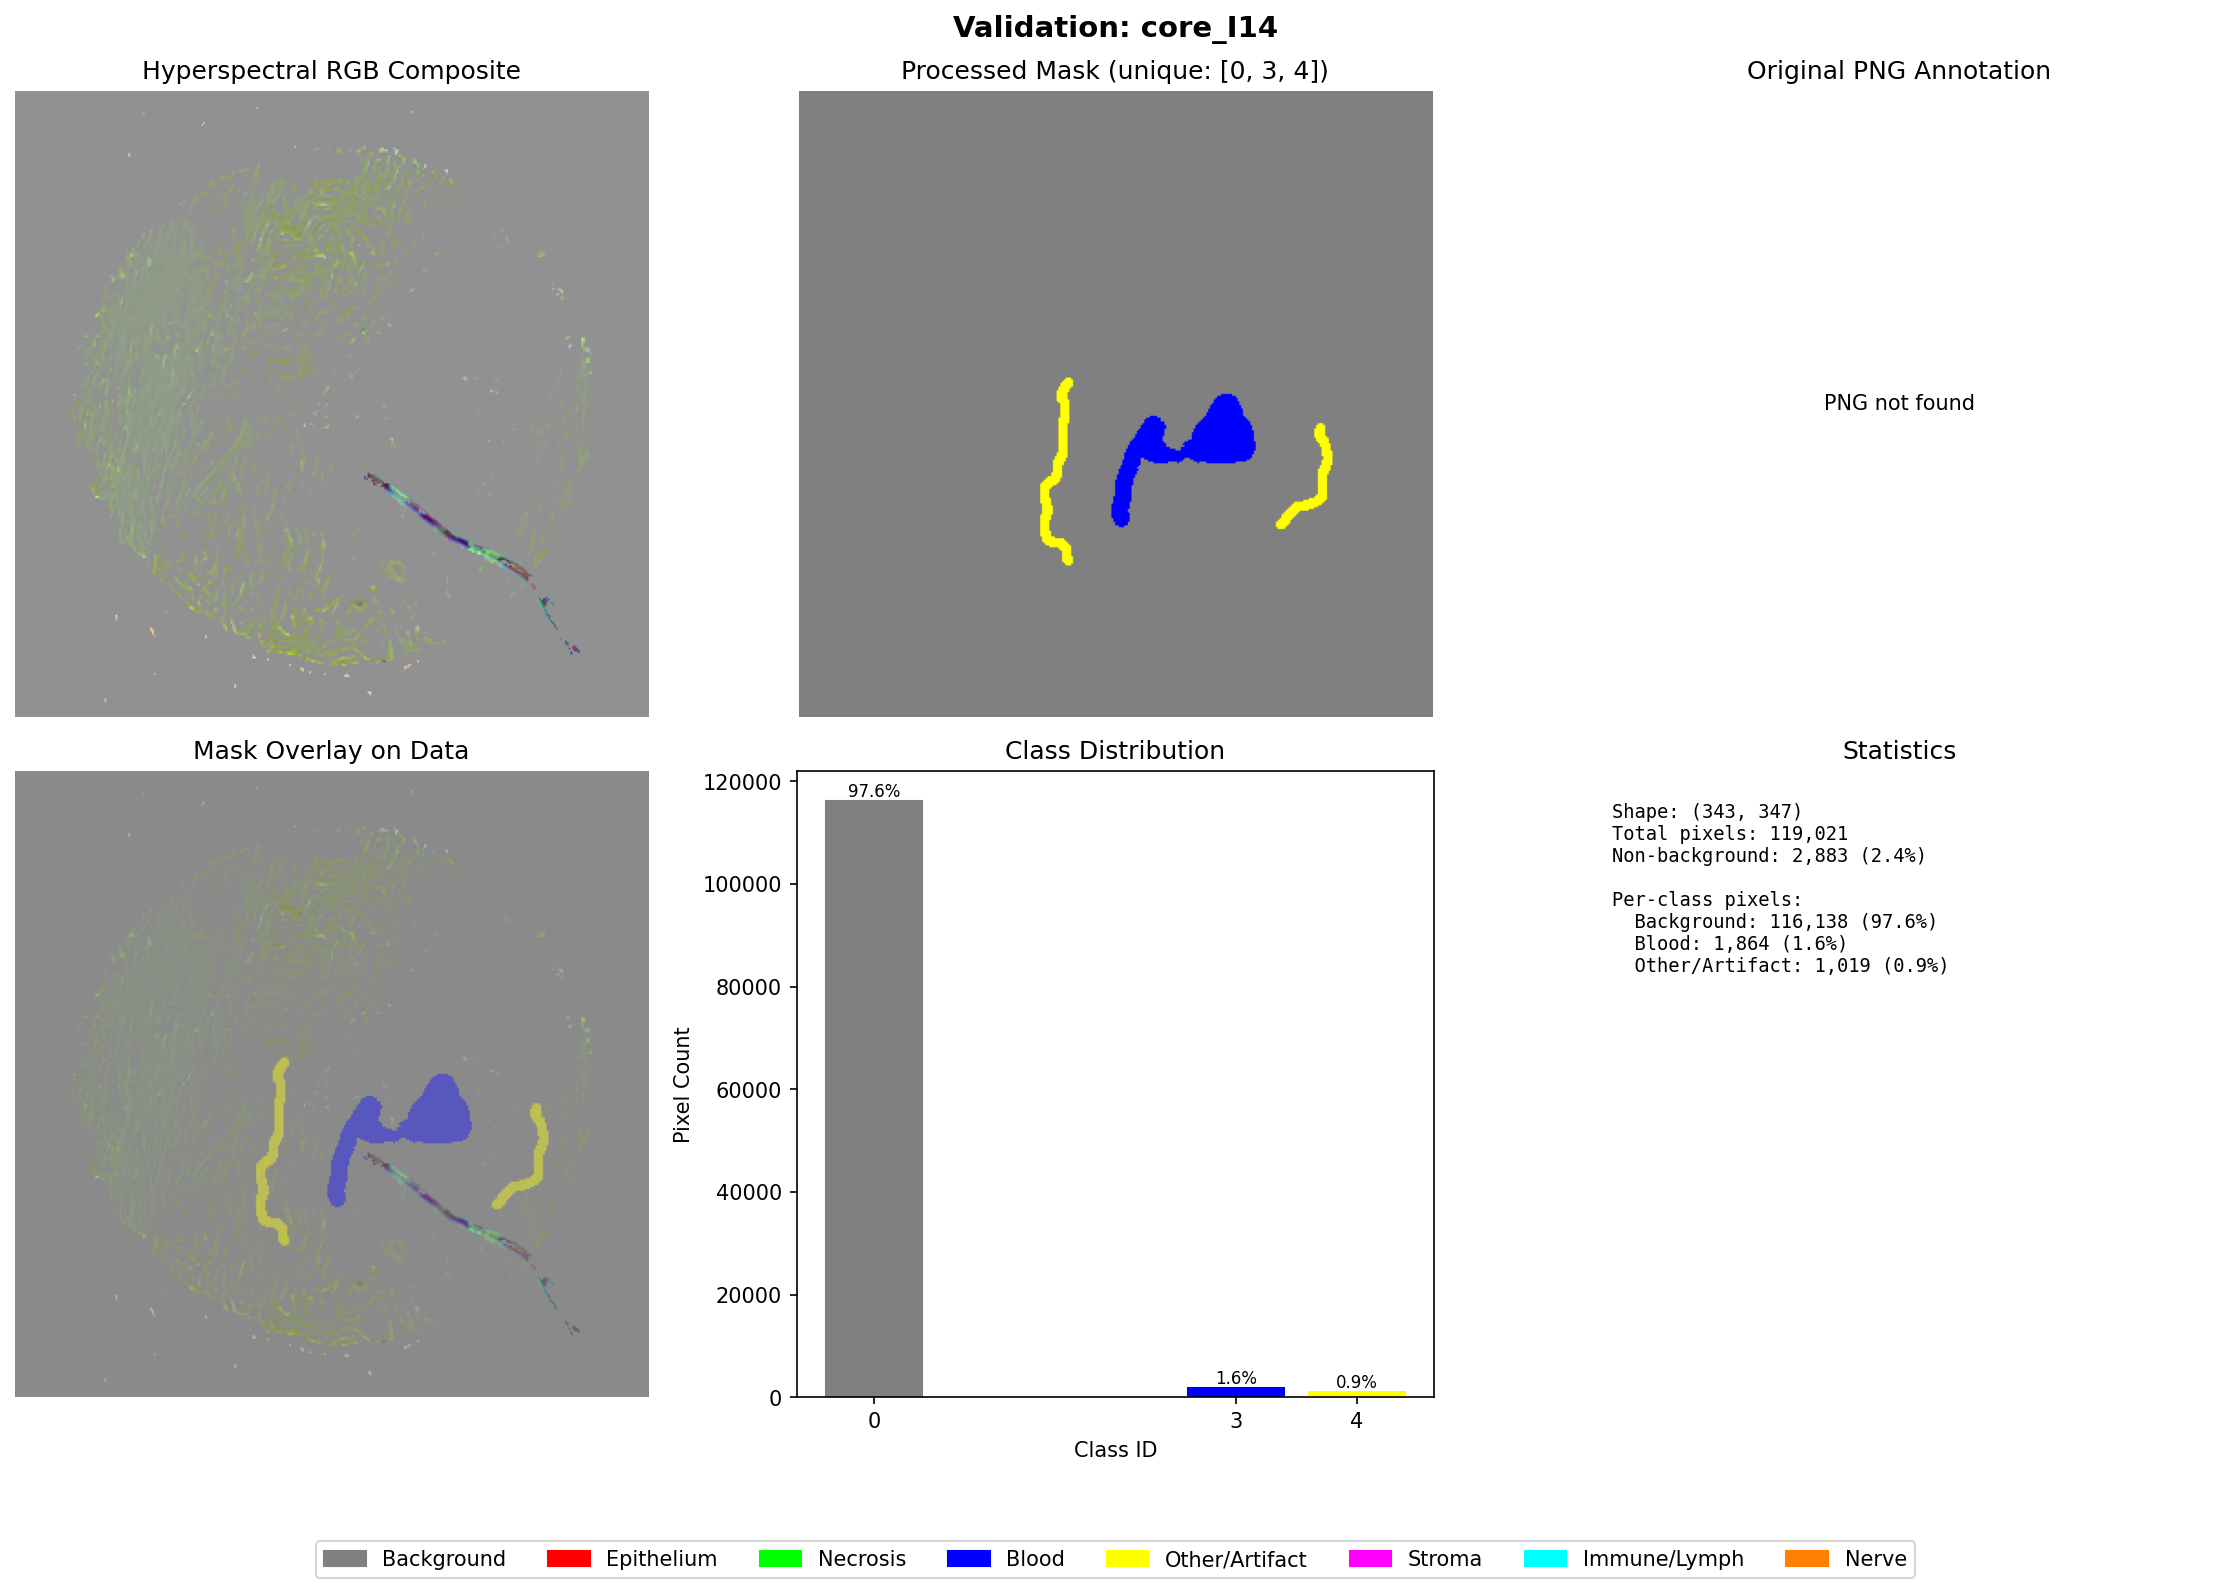 Validation: core_I14
Hyperspectral RGB Composite
Processed Mask (unique: [0, 3, 4])
Original PNG Annotation
PNG not found
Mask Overlay on Data
Class Distribution
Statistics
120000
100000
80000
60000
40000
20000
0
Pixel Count
97.6%
1.6%
0.9%
0
3
4
Class ID
Shape: (343, 347)
Total pixels: 119,021
Non-background: 2,883 (2.4%)
Per-class pixels:
Background: 116,138 (97.6%)
Blood: 1,864 (1.6%)
Other/Artifact: 1,019 (0.9%)
Background
Epithelium
Necrosis
Blood
Other/Artifact
Stroma
Immune/Lymph
Nerve